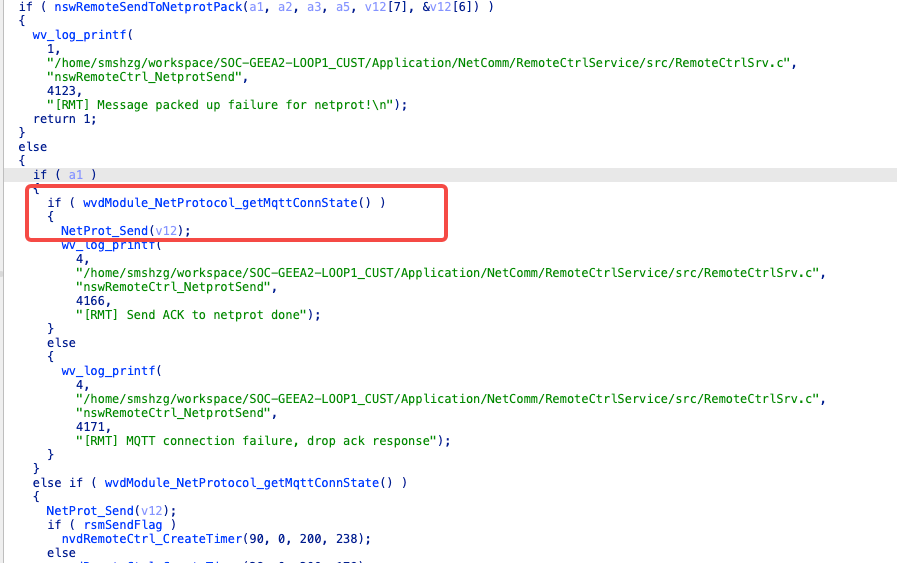 if ( nswRemoteSendToNetprotPack(a1, a2, a3, a5, v12[7], &v12[6]) )
{
wv_log_printf(
1,
"/home/smshzg/workspace/SOC-GEEA2-LOOP1_CUST/Application/NetComm/RemoteCtrlService/src/RemoteCtrlSrv.c",
"nswRemoteCtrl_NetprotSend",
4123,
"[RMT] Message packed up failure for netprot!\n");
return 1;
}
else
{
if ( a1 )
{
if ( wvdModule_NetProtocol_getMqttConnState() )
{
NetProt_Send(v12);
wv_log_printf(
4,
"/home/smshzg/workspace/SOC-GEEA2-LOOP1_CUST/Application/NetComm/RemoteCtrlService/src/RemoteCtrlSrv.c",
"nswRemoteCtrl_NetprotSend",
4166,
"[RMT] Send ACK to netprot done");
}
else
{
wv_log_printf(
4,
"/home/smshzg/workspace/SOC-GEEA2-LOOP1_CUST/Application/NetComm/RemoteCtrlService/src/RemoteCtrlSrv.c",
"nswRemoteCtrl_NetprotSend",
4171,
"[RMT] MQTT connection failure, drop ack response");
}
}
else if ( wvdModule_NetProtocol_getMqttConnState() )
{
NetProt_Send(v12);
if ( rsmSendFlag )
nvdRemoteCtrl_CreateTimer(90, 0, 200, 238);
else